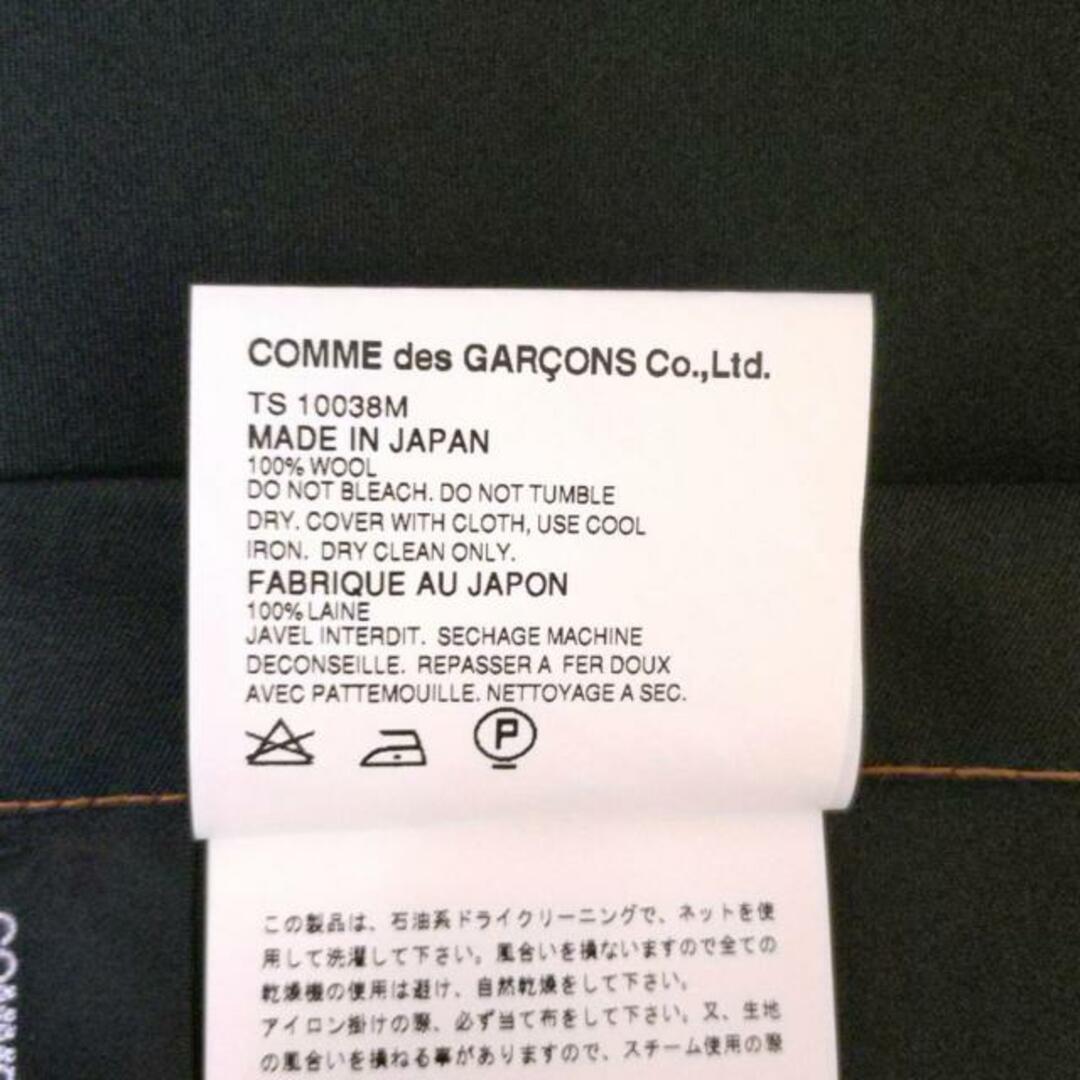 COMME des GARÇONS Co.,Ltd.
TS 10038M
MADE IN JAPAN
100% WOOL
DO NOT BLEACH. DO NOT TUMBLE
DRY. COVER WITH CLOTH, USE COOL
IRON. DRY CLEAN ONLY.
FABRIQUE AU JAPON
100% LAINE
JAVEL INTERDIT. SECHAGE MACHINE
DECONSEILLE. REPASSER A FER DOUX
AVEC PATTEMOUILLE. NETTOYAGE A SEC.
P
この製品は、石油系ドライクリーニングで、ネットを使
用して洗濯して下さい。風合いを損ないますので全ての
乾燥機の使用は避け、自然乾燥をして下さい。
アイロン掛けの際、必ず当て布をして下さい。又、生地
の風合いを損ねる事がありますので、スチーム使用の際